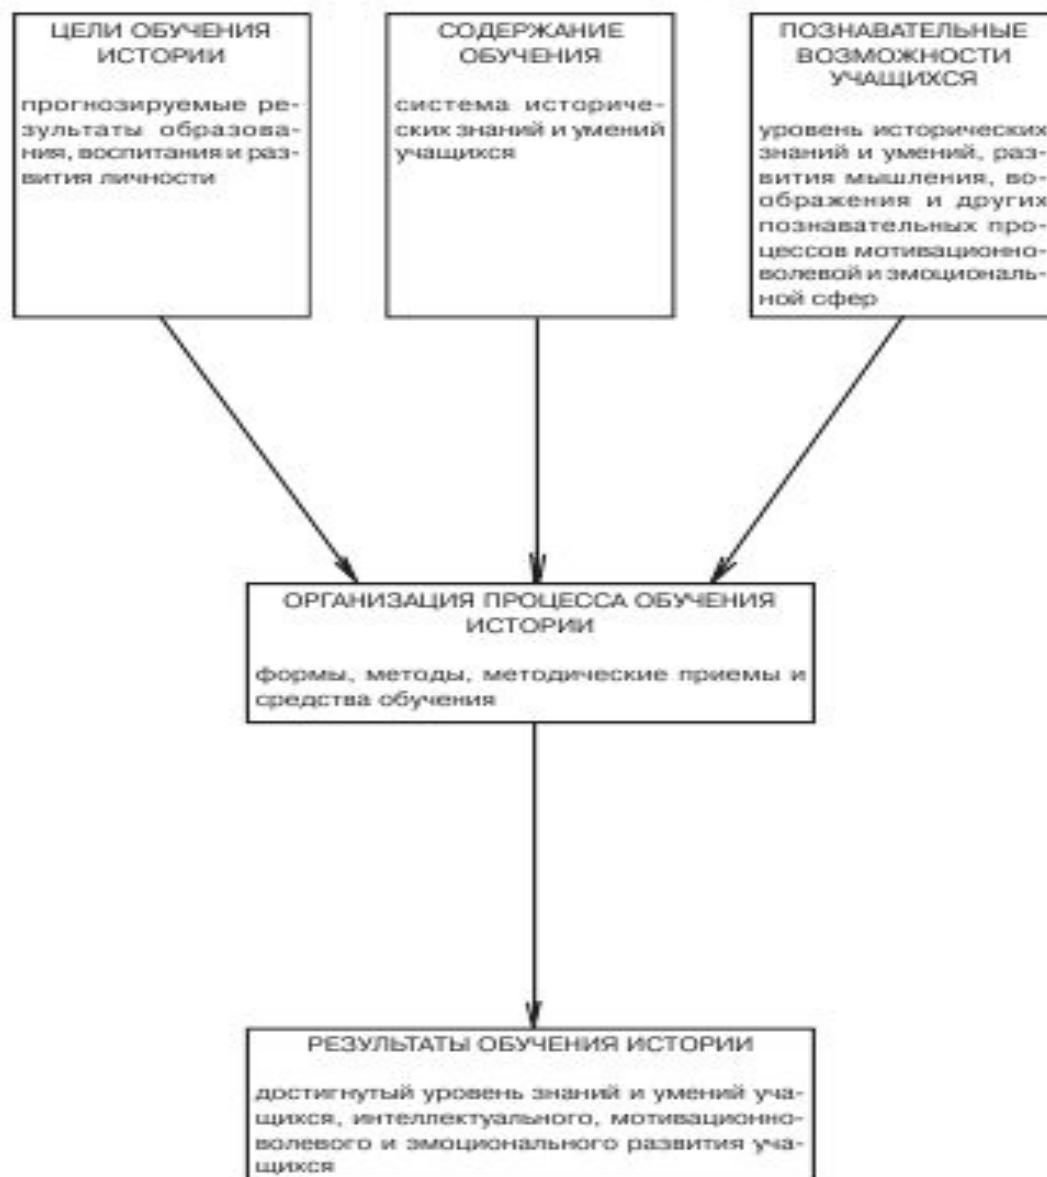 ЦЕЛИ ОБУЧЕНИЯ
ИСТОРИИ
прогнозируемые ре-
зультаты образова-
ния, воспитания и раз-
вития личности
СОДЕРЖАНИЕ
ОБУЧЕНИЯ
система историче-
ских знаний и умений
учащихся
ПОЗНАВАТЕЛЬНЫЕ
ВОЗМОЖНОСТИ
УЧАЩИХСЯ
уровень исторических
знаний и умений, раз-
вития мышления, во-
ображения и других
познавательных про-
цессов мотивационно-
волевой и эмоциональ-
ной сфер
ОРГАНИЗАЦИЯ ПРОЦЕССА ОБУЧЕНИЯ
ИСТОРИИ
формы, методы, методические приемы и
средства обучения
РЕЗУЛЬТАТЫ ОБУЧЕНИЯ ИСТОРИИ
достигнутый уровень знаний и умений уча-
щихся, интеллектуального, мотивационно-
волевого и эмоционального развития уча-
щихся